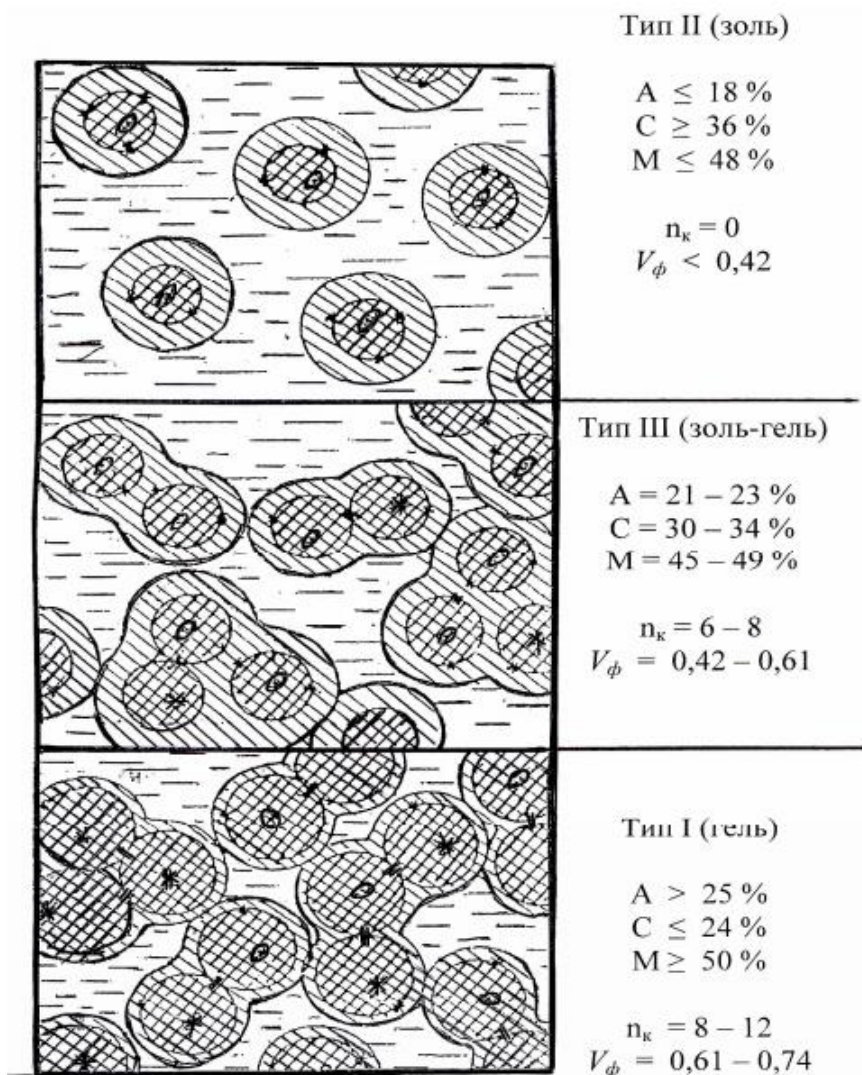 Тип II (золь)
A ≤ 18 %
C ≥ 36 %
M ≤ 48 %
nк = 0
Vф < 0,42
Тип III (золь-гель)
A = 21 – 23 %
C = 30 – 34 %
M = 45 – 49 %
nк = 6 – 8
Vф = 0,42 – 0,61
Тип I (гель)
A > 25 %
C ≤ 24 %
M ≥ 50 %
nк = 8 – 12
Vф = 0,61 – 0,74